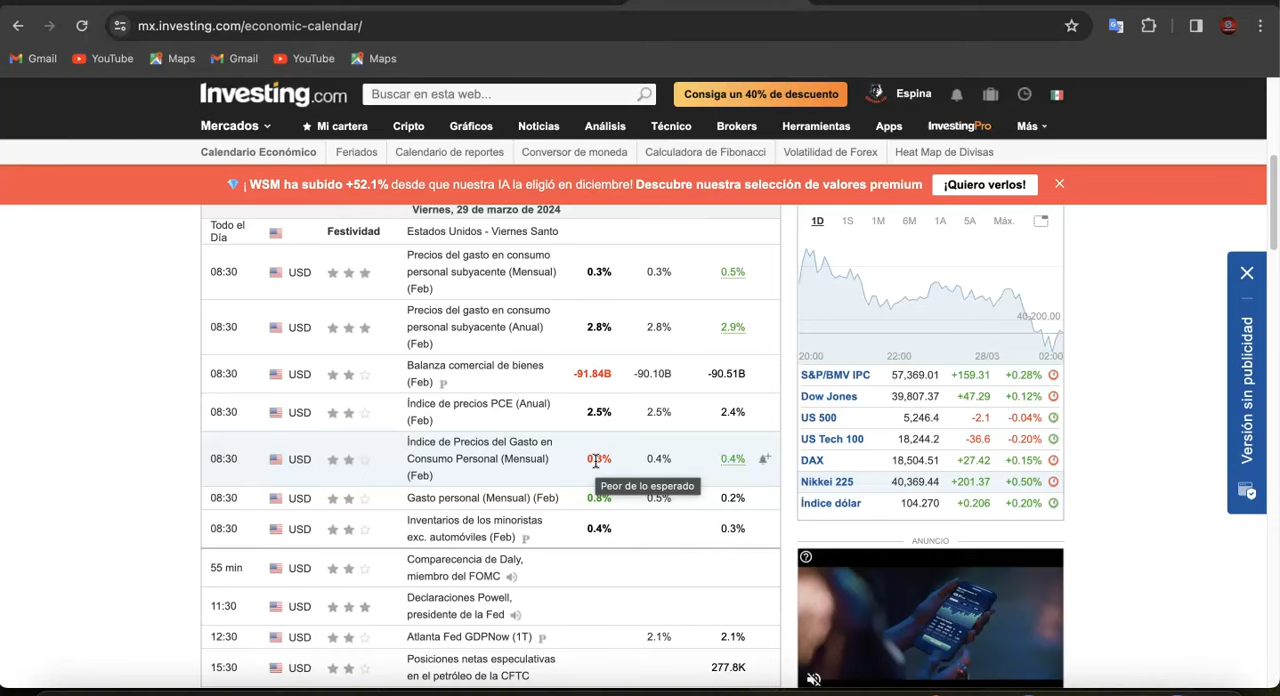 mx.investing.com/economic-calendar/
Gmail YouTube Maps Gmail YouTube Maps
Investing.com
Buscar en esta web...
Consiga un 40% de descuento
Espina
Mercados Mi cartera Cripto Gráficos Noticias Análisis Técnico Brokers Herramientas Apps InvestingPro Más
Calendario Económico Feriados Calendario de reportes Conversor de moneda Calculadora de Fibonacci Volatilidad de Forex Heat Map de Divisas
¡ WSM ha subido +52.1% desde que nuestra IA la eligió en diciembre! Descubre nuestra selección de valores premium ¡Quiero verlos!
Viernes, 29 de marzo de 2024
Todo el
Día
Festividad Estados Unidos - Viernes Santo
Precios del gasto en consumo
08:30 USD personal subyacente (Mensual) 0.3% 0.3% 0.5%
(Feb)
Precios del gasto en consumo
08:30 USD personal subyacente (Anual) 2.8% 2.8% 2.9%
(Feb)
Balanza comercial de bienes
08:30 USD -91.84B -90.10B -90.51B
(Feb) P
Índice de precios PCE (Anual)
08:30 USD 2.5% 2.5% 2.4%
(Feb)
Índice de Precios del Gasto en
08:30 USD Consumo Personal (Mensual) 0.3% 0.4% 0.4%
(Feb)
Peor de lo esperado
08:30 USD Gasto personal (Mensual) (Feb) 0.8% 0.5% 0.2%
Inventarios de los minoristas
08:30 USD 0.4% 0.3%
exc. automóviles (Feb) P
Comparecencia de Daly,
55 min USD
miembro del FOMC
Declaraciones Powell,
11:30 USD
presidente de la Fed
12:30 USD Atlanta Fed GDPNow (1T) P 2.1% 2.1%
Posiciones netas especulativas
15:30 USD 277.8K
en el petróleo de la CFTC
1D 1S 1M 6M 1A 5A Máx.
40,200.00
20:00 22:00 28/03 02:00
S&P/BMV IPC 57,369.01 +159.31 +0.28%
Dow Jones 39,807.37 +47.29 +0.12%
US 500 5,246.4 -2.1 -0.04%
US Tech 100 18,244.2 -36.6 -0.20%
DAX 18,504.51 +27.42 +0.15%
Nikkei 225 40,369.44 +201.37 +0.50%
Índice dólar 104.270 +0.206 +0.20%
ANUNCIO
Versión sin publicidad